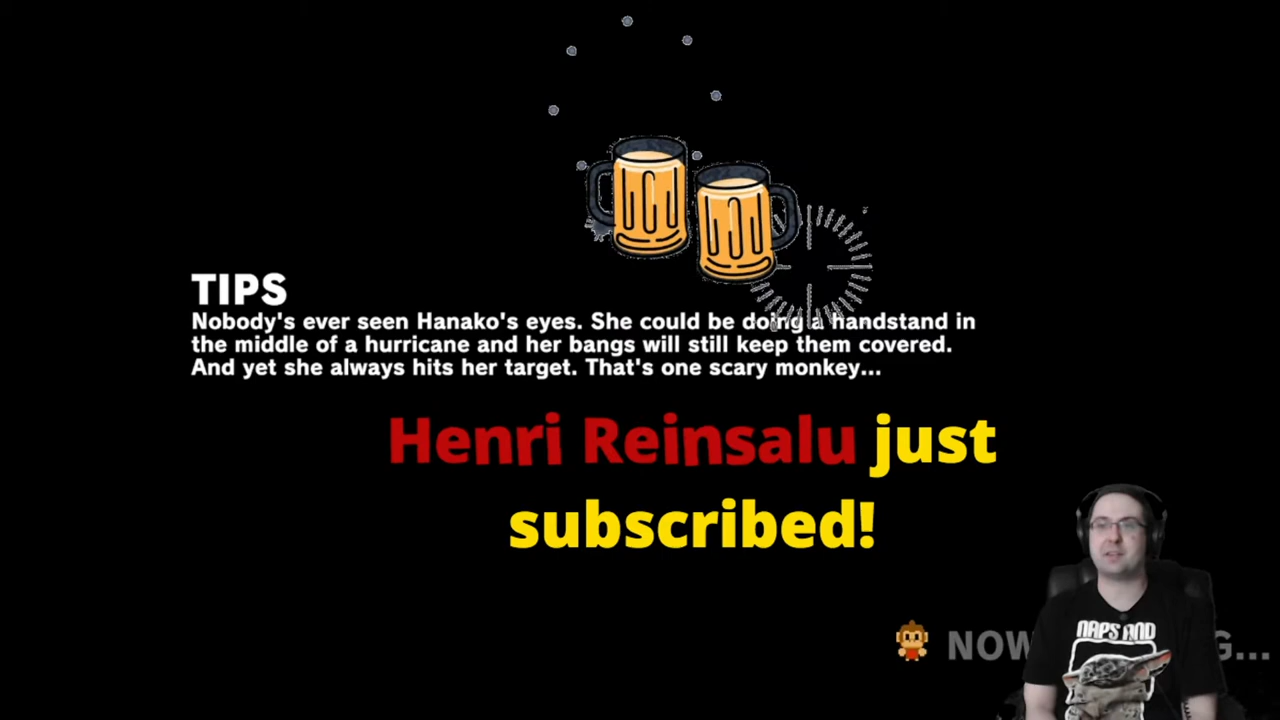 TIPS
Nobody's ever seen Hanako's eyes. She could be doing a handstand in
the middle of a hurricane and her bangs will still keep them covered.
And yet she always hits her target. That's one scary monkey...
Henri Reinsalu just
subscribed!
NAPS AND
NOW